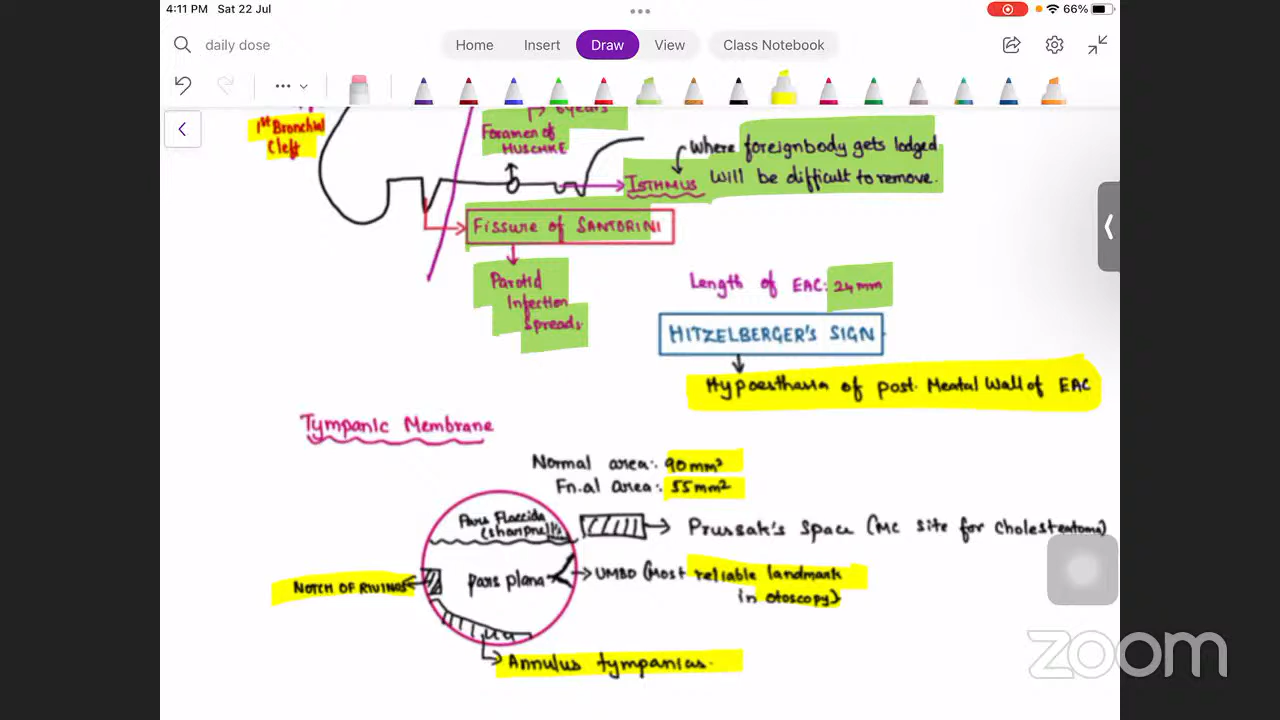 4:11 PM Sat 22 Jul
66%
daily dose
Home Insert Draw View Class Notebook
1st Bronchial
Cleft
6years
Foramen of
HUSCHKE
Where foreignbody gets lodged
ISTHMUS will be difficult to remove.
Fissure of SANTORINI
Parotid
Infection
Spreads.
Length of EAC: 24mm
HITZELBERGER'S SIGN
Hypoesthesia of post. Meatal Wall of EAC
Tympanic Membrane
Normal area:- 90mm²
Fn.al area:- 55mm²
Pars Flaccida
(sharpnell's
Prussak's Space (MC site for cholesteatoma)
Pars plana
UMBO (Most reliable landmark
in otoscopy)
NOTCH OF RIVINUS
Annulus tympanias.
zoom